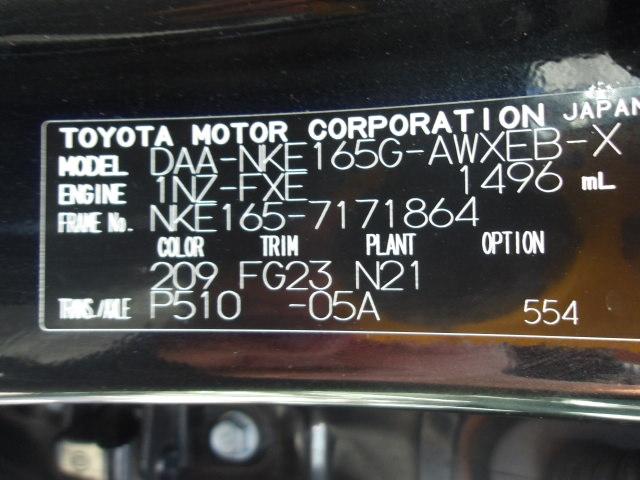 TOYOTA MOTOR CORPORATION JAPAN
MODEL DAA-NKE165G-AWXEB-X
ENGINE 1NZ-FXE 1496 mL
FRAME No. NKE165-7171864
COLOR TRIM PLANT OPTION
209 FG23 N21
TRANS./AXLE P510 -05A 554